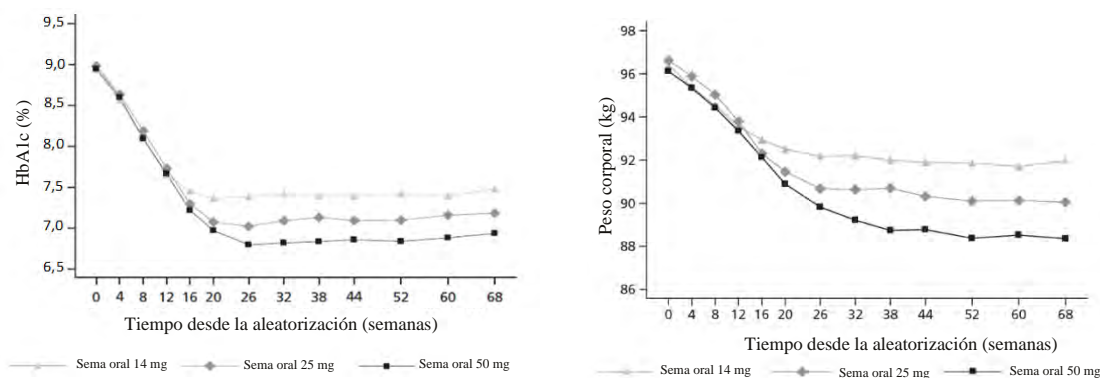 HbA1c (%)
9,5
9,0
8,5
8,0
7,5
7,0
6,5
0 4 8 12 16 20 26 32 38 44 52 60 68
Tiempo desde la aleatorización (semanas)
Sema oral 14 mg Sema oral 25 mg Sema oral 50 mg
Peso corporal (kg)
98
96
94
92
90
88
86
0 4 8 12 16 20 26 32 38 44 52 60 68
Tiempo desde la aleatorización (semanas)
Sema oral 14 mg Sema oral 25 mg Sema oral 50 mg